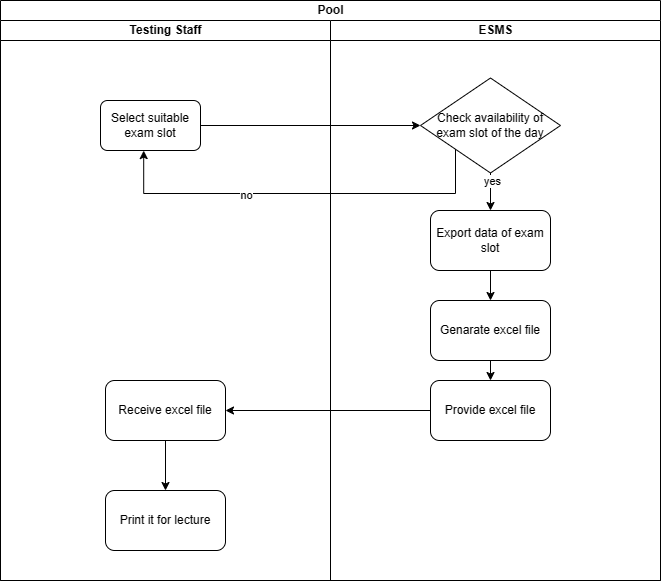 Pool
Testing Staff
ESMS
Select suitable
exam slot
Check availability of
exam slot of the day
no
yes
Export data of exam
slot
Genarate excel file
Receive excel file
Provide excel file
Print it for lecture